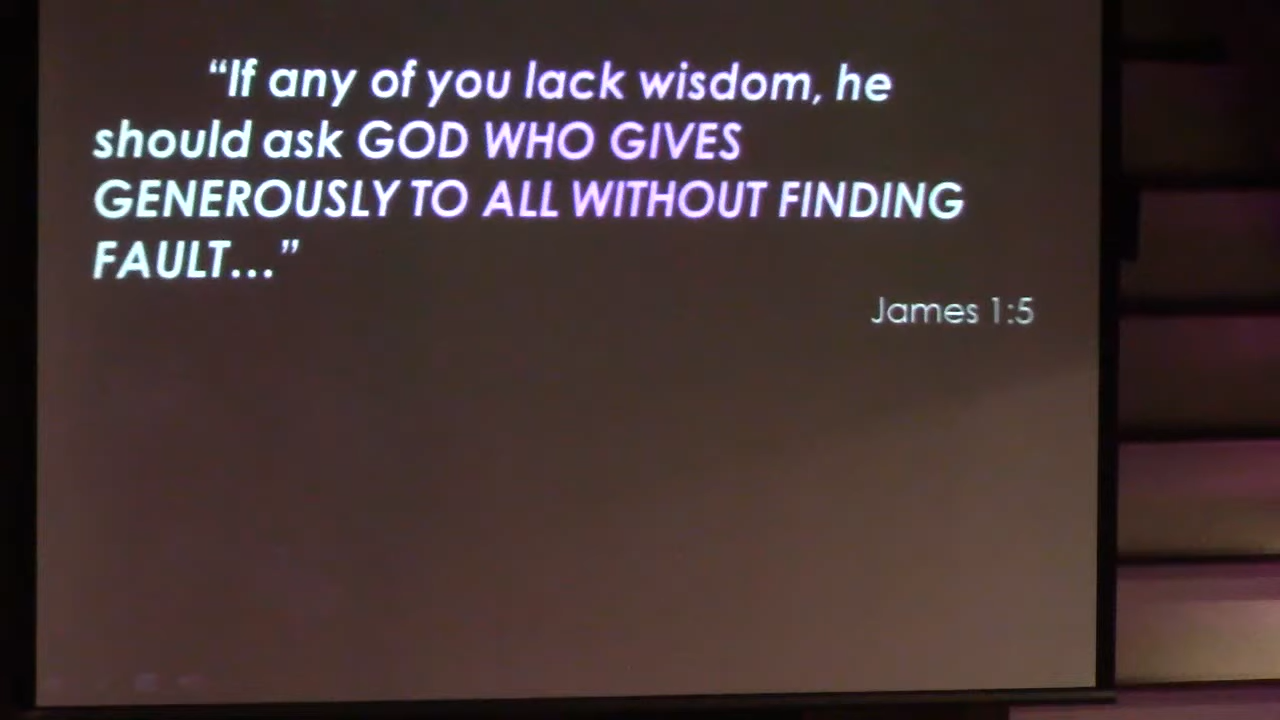 “If any of you lack wisdom, he
should ask GOD WHO GIVES
GENEROUSLY TO ALL WITHOUT FINDING
FAULT…”
James 1:5